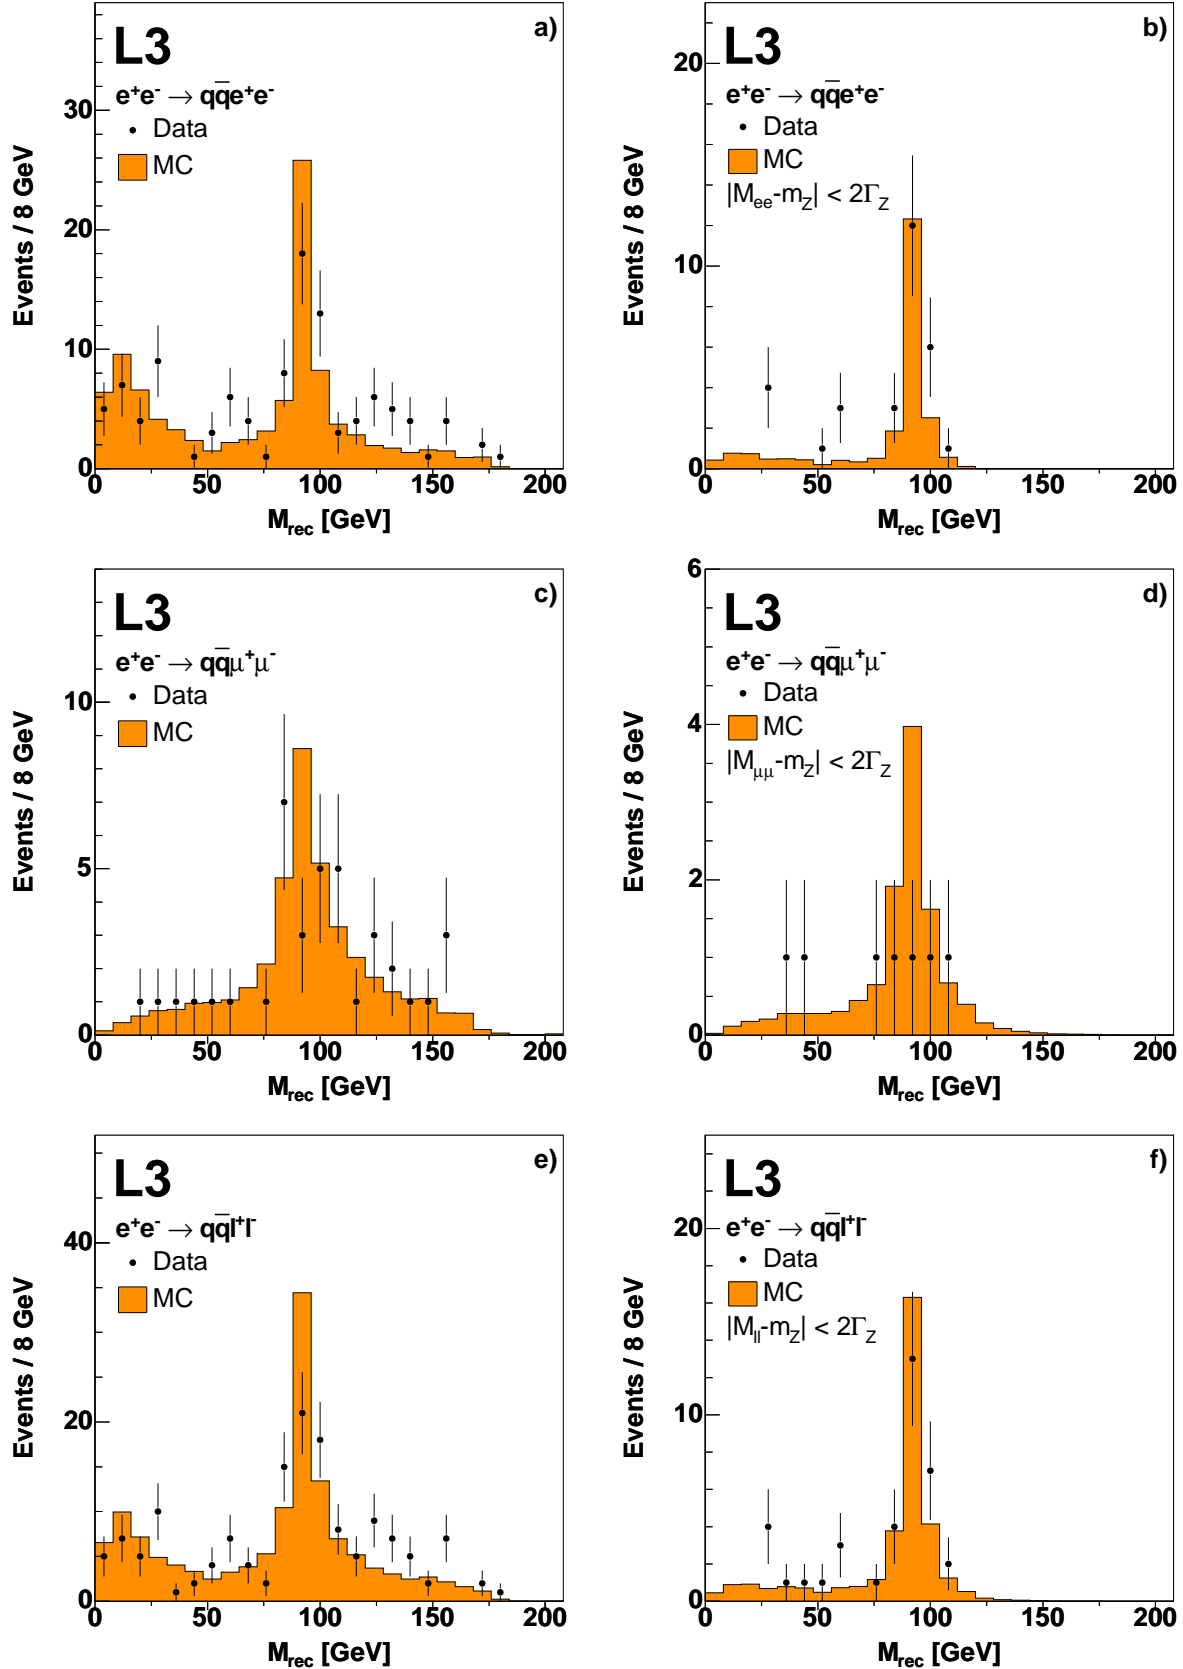 a)
L3
e⁺e⁻ → qq̅e⁺e⁻
Data
MC
Events / 8 GeV
0
10
20
30
0 50 100 150 200
M_rec [GeV]
b)
L3
e⁺e⁻ → qq̅e⁺e⁻
Data
MC
|M_ee-m_Z| < 2Γ_Z
Events / 8 GeV
0
10
20
0 50 100 150 200
M_rec [GeV]
c)
L3
e⁺e⁻ → qq̅μ⁺μ⁻
Data
MC
Events / 8 GeV
0
5
10
0 50 100 150 200
M_rec [GeV]
d)
L3
e⁺e⁻ → qq̅μ⁺μ⁻
Data
MC
|M_μμ-m_Z| < 2Γ_Z
Events / 8 GeV
0
2
4
6
0 50 100 150 200
M_rec [GeV]
e)
L3
e⁺e⁻ → qq̅l⁺l⁻
Data
MC
Events / 8 GeV
0
20
40
0 50 100 150 200
M_rec [GeV]
f)
L3
e⁺e⁻ → qq̅l⁺l⁻
Data
MC
|M_ll-m_Z| < 2Γ_Z
Events / 8 GeV
0
10
20
0 50 100 150 200
M_rec [GeV]